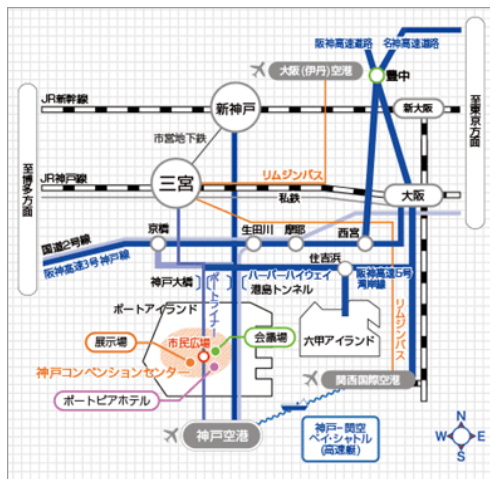 阪神高速道路
名神高速道路
大阪(伊丹)空港
豊中
JR新幹線
新神戸
新大阪
至東京方面
至博多方面
市営地下鉄
リムジンバス
JR神戸線
三宮
私鉄
大阪
京橋
生田川
摩耶
西宮
国道2号線
阪神高速3号神戸線
住吉浜
神戸大橋
ポートライナー
ハーバーハイウェイ
港島トンネル
阪神高速5号
湾岸線
リムジンバス
ポートアイランド
六甲アイランド
展示場
市民広場
会議場
神戸コンベンションセンター
ポートピアホテル
関西国際空港
神戸空港
神戸-関空
ベイ・シャトル
(高速艇)
N
W
E
S